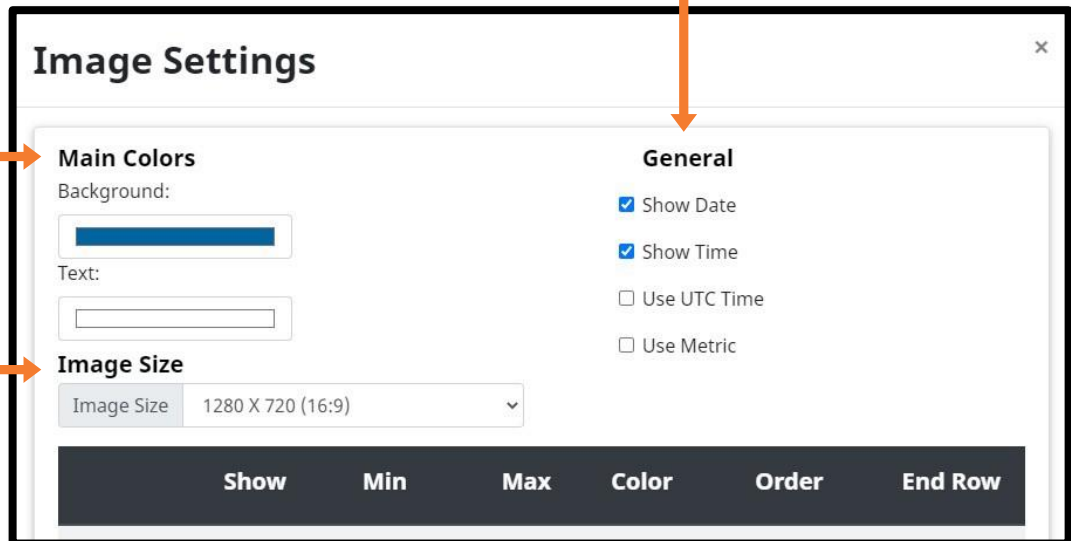 Image Settings
×
Main Colors
Background:
Text:
Image Size
Image Size 1280 X 720 (16:9)
General
Show Date
Show Time
Use UTC Time
Use Metric
Show Min Max Color Order End Row